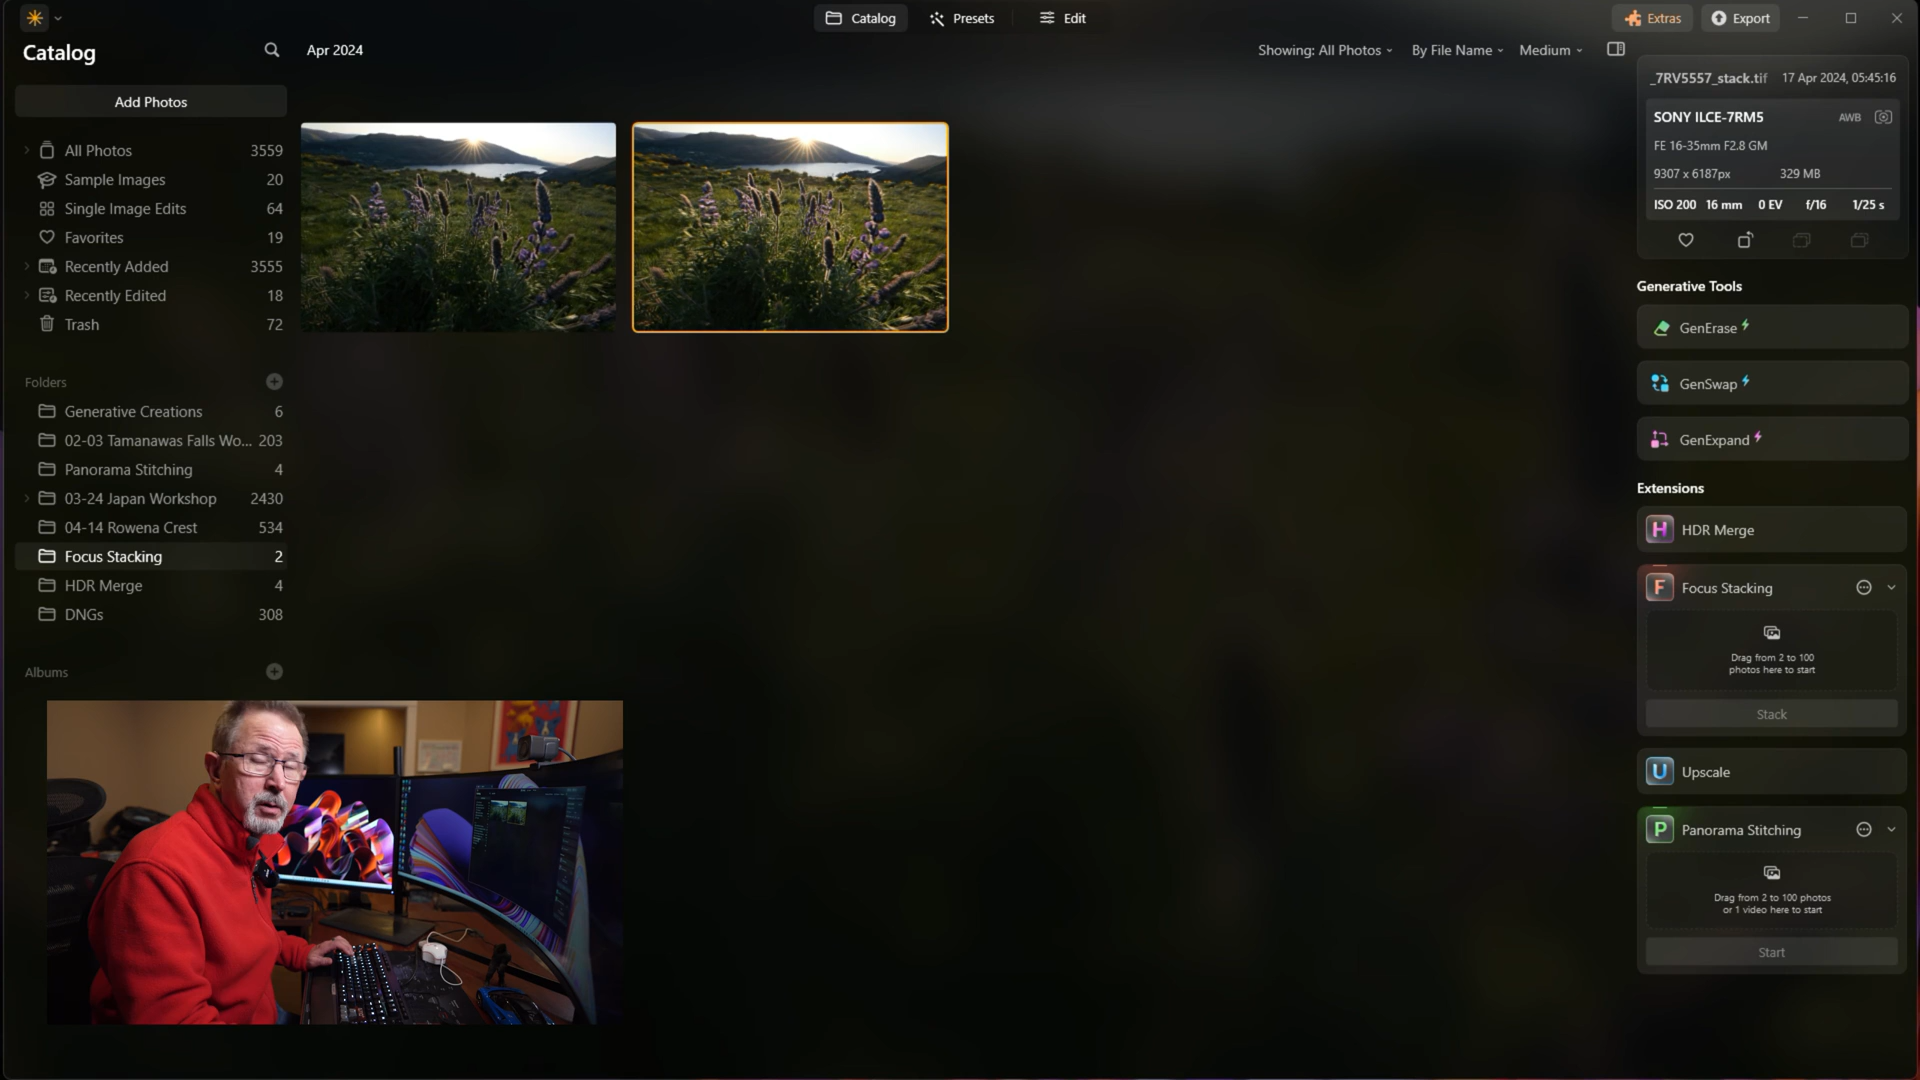 Catalog
Presets
Edit
Extras
Export
Catalog
Apr 2024
Showing: All Photos
By File Name
Medium
Add Photos
All Photos 3559
Sample Images 20
Single Image Edits 64
Favorites 19
Recently Added 3555
Recently Edited 18
Trash 72
Folders
Generative Creations 6
02-03 Tamanawas Falls Wo... 203
Panorama Stitching 4
03-24 Japan Workshop 2430
04-14 Rowena Crest 534
Focus Stacking 2
HDR Merge 4
DNGs 308
Albums
_7RV5557_stack.tif 17 Apr 2024, 05:45:16
SONY ILCE-7RM5 AWB
FE 16-35mm F2.8 GM
9307 x 6187px 329 MB
ISO 200 16 mm 0 EV f/16 1/25 s
Generative Tools
GenErase
GenSwap
GenExpand
Extensions
H HDR Merge
F Focus Stacking
Drag from 2 to 100
photos here to start
Stack
U Upscale
P Panorama Stitching
Drag from 2 to 100 photos
or 1 video here to start
Start